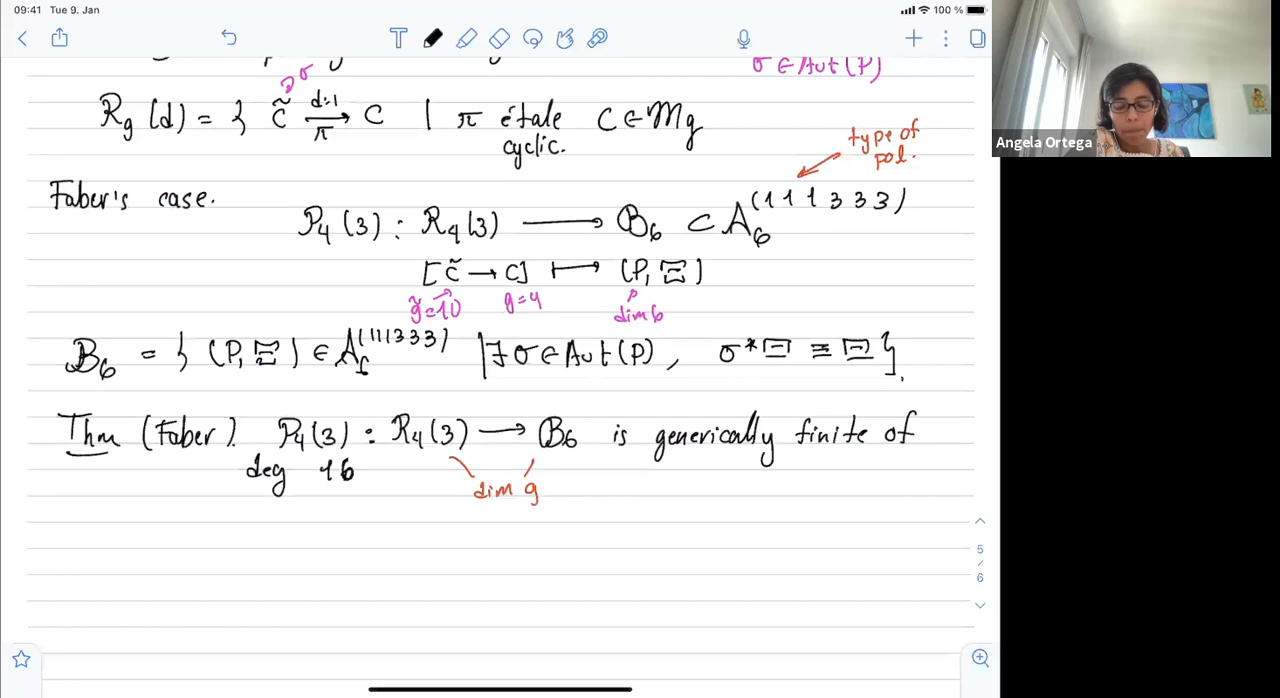 09:41 Tue 9. Jan
100 %
σ ∈ Aut(P)
σ
R_g(d) = { C̃ →^{d:1}_π C | π étale C ∈ M_g
cyclic.
type of
pol.
Faber's case.
P_4(3) : R_4(3) ⟶ B_6 ⊂ A_6^{(1 1 1 3 3 3)}
[C̃ → C] ⟼ (P, Ξ)
g̃=10 g=4 dim 6
B_6 = { (P, Ξ) ∈ A_6^{(111333)} | ∃ σ ∈ Aut(P), σ*Ξ ≡ Ξ }.
Thm (Faber). P_4(3) : R_4(3) ⟶ B_6 is generically finite of
deg 16
dim 9
5
/
6
Angela Ortega